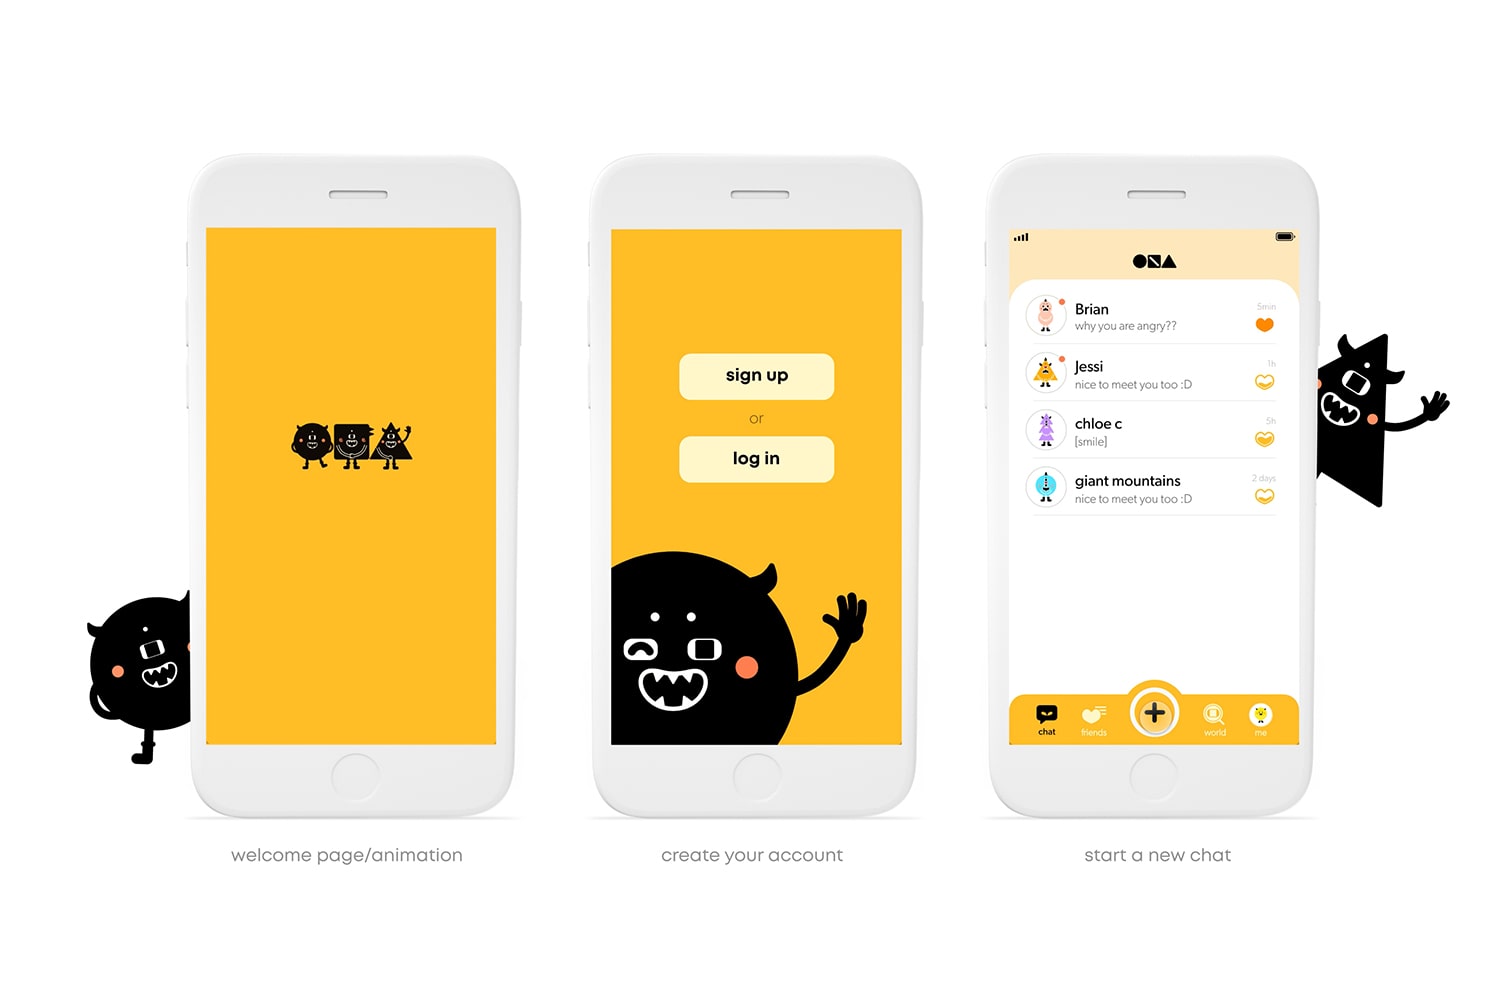 sign up
or
log in
ONA
Brian
5min
why you are angry??
Jessi
1h
nice to meet you too :D
chloe c
5h
[smile]
giant mountains
2 days
nice to meet you too :D
chat
friends
world
me
welcome page/animation
create your account
start a new chat